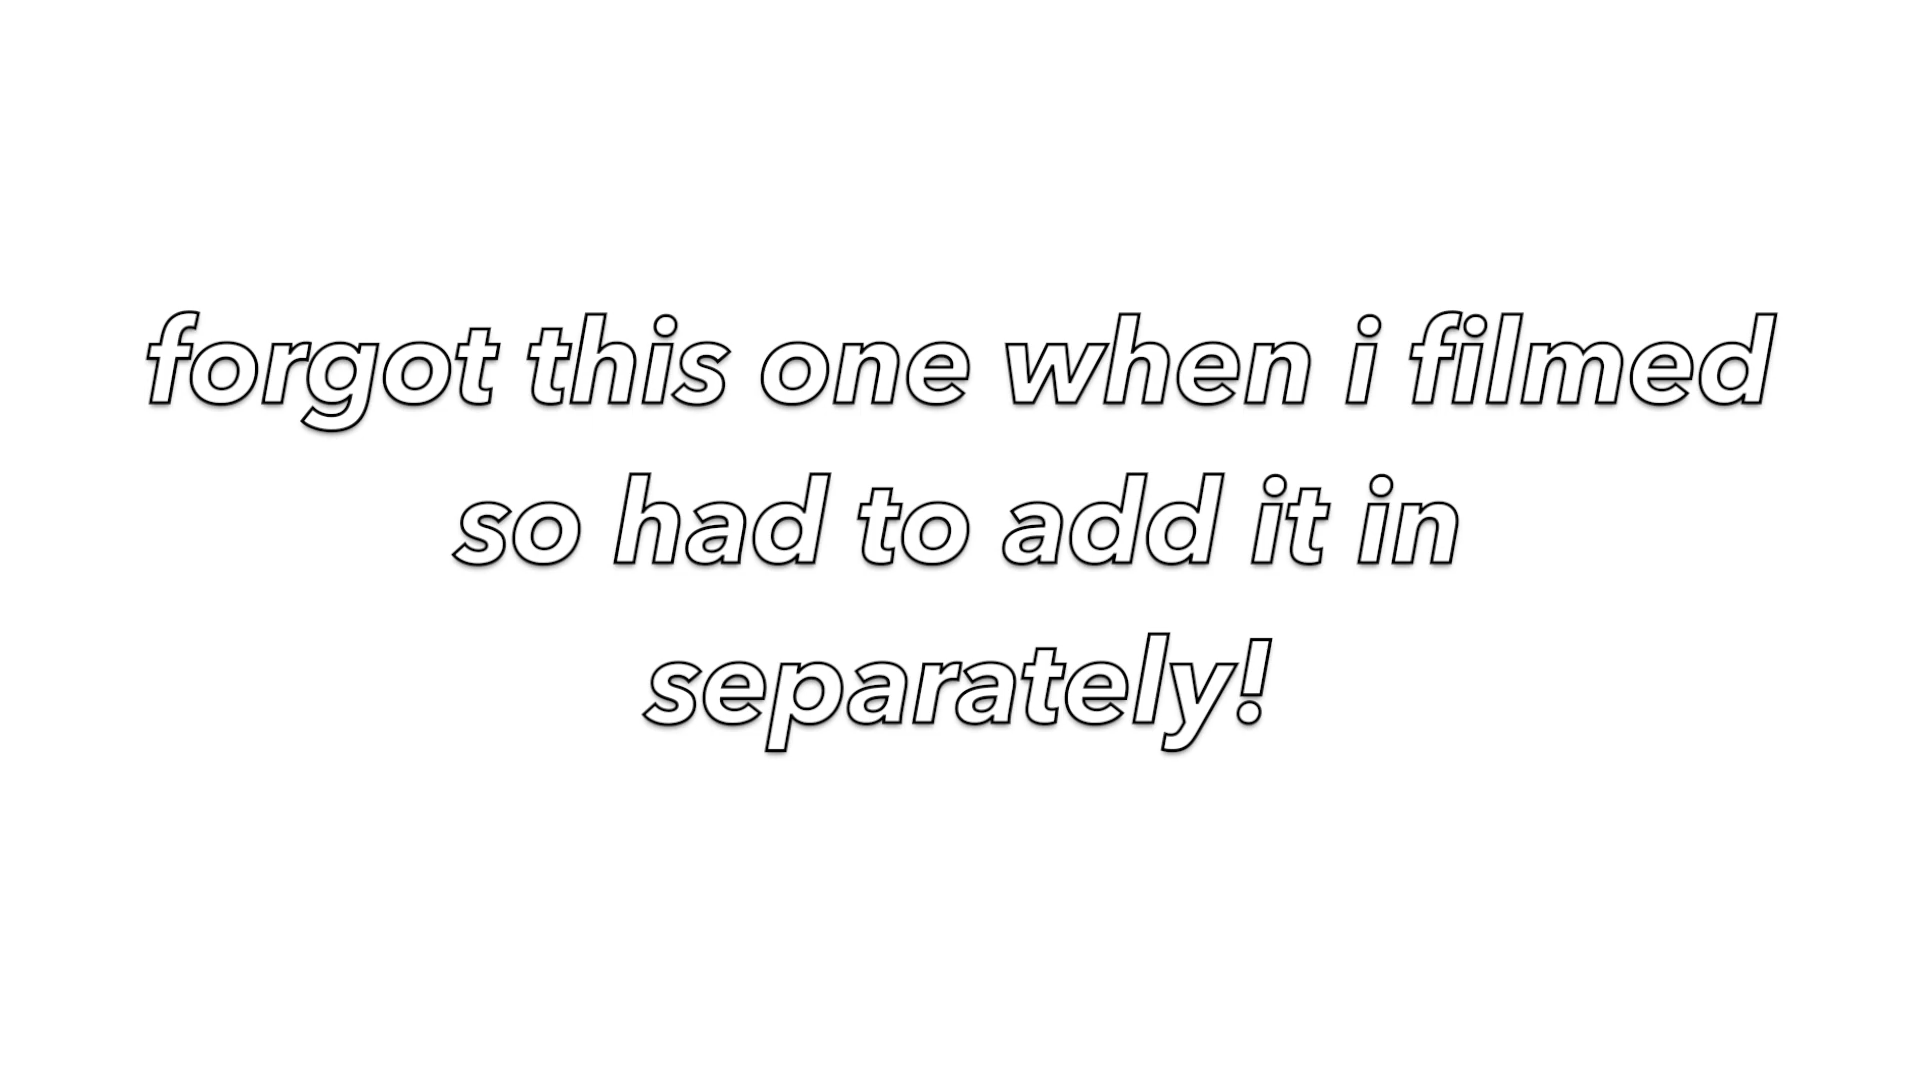 forgot this one when i filmed
so had to add it in
separately!